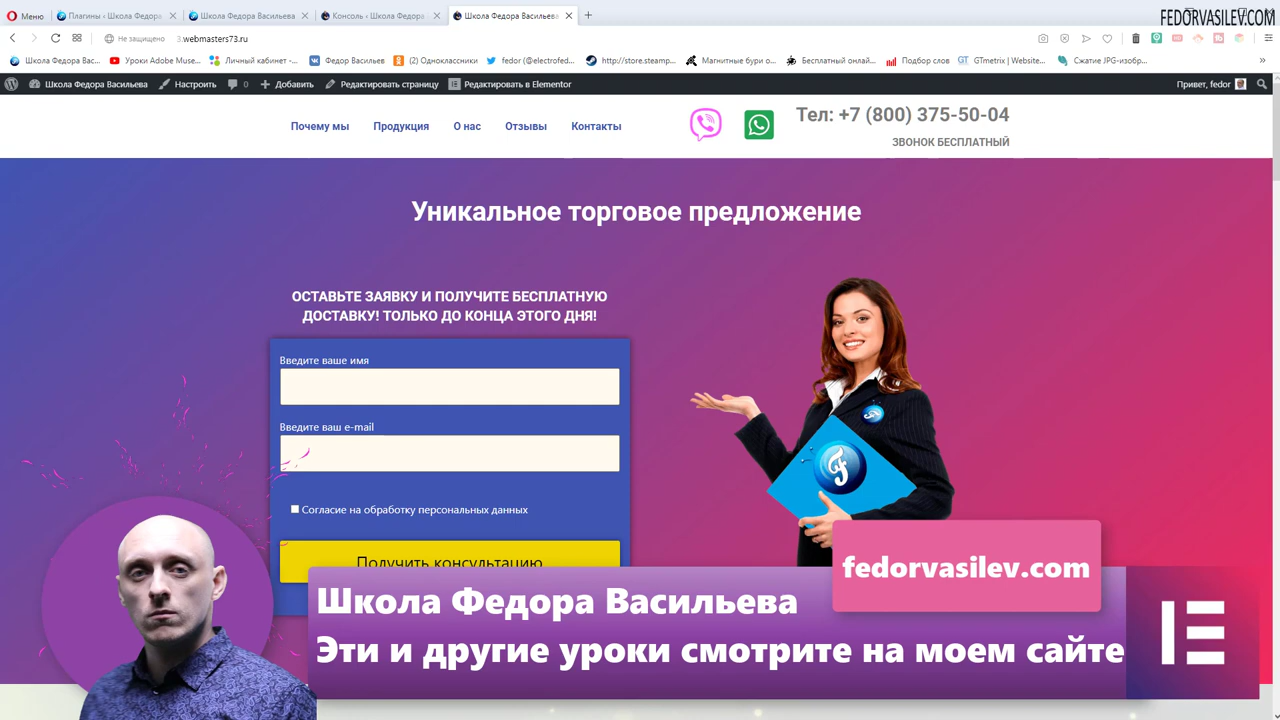 Меню
Плагины ‹ Школа Федора
Школа Федора Васильева
Консоль ‹ Школа Федора
Школа Федора Васильева
FEDORVASILEV.COM
Не защищено
3.webmasters73.ru
Школа Федора Вас...
Уроки Adobe Muse...
Личный кабинет -...
Федор Васильев
(2) Одноклассники
fedor (@electrofed...
http://store.steamp...
Магнитные бури о...
Бесплатный онлай...
Подбор слов
GTmetrix | Website...
Сжатие JPG-изобр...
Школа Федора Васильева
Настроить
0
Добавить
Редактировать страницу
Редактировать в Elementor
Привет, fedor
Почему мы
Продукция
О нас
Отзывы
Контакты
Тел: +7 (800) 375-50-04
ЗВОНОК БЕСПЛАТНЫЙ
Уникальное торговое предложение
ОСТАВЬТЕ ЗАЯВКУ И ПОЛУЧИТЕ БЕСПЛАТНУЮ
ДОСТАВКУ! ТОЛЬКО ДО КОНЦА ЭТОГО ДНЯ!
Введите ваше имя
Введите ваш e-mail
Согласие на обработку персональных данных
Получить консультацию
fedorvasilev.com
Школа Федора Васильева
Эти и другие уроки смотрите на моем сайте